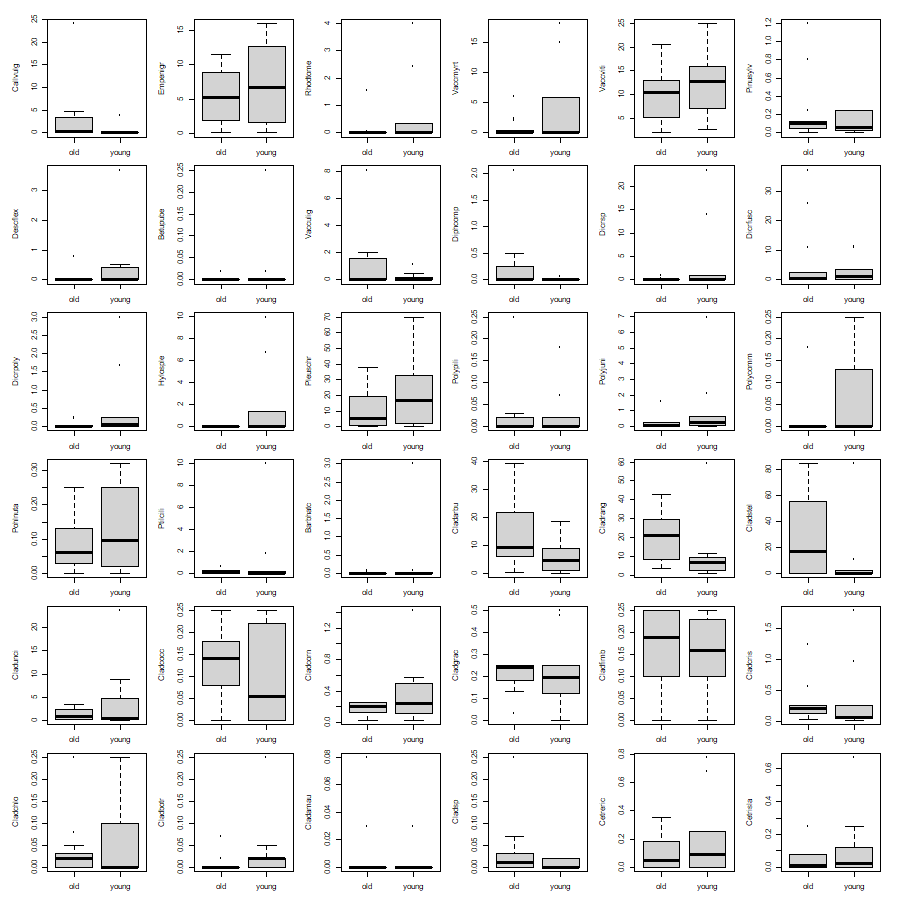 Callvulg
0 5 10 15 20 25
old young
Empenigr
0 5 10 15
old young
Rhodtome
0 1 2 3 4
old young
Vaccmyrt
0 5 10 15
old young
Vaccviti
5 10 15 20 25
old young
Pinusylv
0.0 0.2 0.4 0.6 0.8 1.0 1.2
old young
Descflex
0 1 2 3
old young
Betupube
0.00 0.05 0.10 0.15 0.20 0.25
old young
Vacculig
0 2 4 6 8
old young
Diphcomp
0.0 0.5 1.0 1.5 2.0
old young
Dicrsp
0 5 10 15 20
old young
Dicrfusc
0 10 20 30
old young
Dicrpoly
0.0 0.5 1.0 1.5 2.0 2.5 3.0
old young
Hylosple
0 2 4 6 8 10
old young
Pleuschr
0 10 20 30 40 50 60 70
old young
Polypili
0.00 0.05 0.10 0.15 0.20 0.25
old young
Polyjuni
0 1 2 3 4 5 6 7
old young
Polycomm
0.00 0.05 0.10 0.15 0.20 0.25
old young
Pohlnuta
0.00 0.10 0.20 0.30
old young
Ptilcili
0 2 4 6 8 10
old young
Barbhatc
0.0 0.5 1.0 1.5 2.0 2.5 3.0
old young
Cladarbu
0 10 20 30 40
old young
Cladrang
0 10 20 30 40 50 60
old young
Cladstel
0 20 40 60 80
old young
Cladunci
0 5 10 15 20
old young
Cladcocc
0.00 0.05 0.10 0.15 0.20 0.25
old young
Cladcorn
0.0 0.4 0.8 1.2
old young
Cladgrac
0.0 0.1 0.2 0.3 0.4 0.5
old young
Cladfimb
0.00 0.05 0.10 0.15 0.20 0.25
old young
Cladcris
0.0 0.5 1.0 1.5
old young
Cladchlo
0.00 0.05 0.10 0.15 0.20 0.25
old young
Cladbotr
0.00 0.05 0.10 0.15 0.20 0.25
old young
Cladamau
0.00 0.02 0.04 0.06 0.08
old young
Cladsp
0.00 0.05 0.10 0.15 0.20 0.25
old young
Cetreric
0.0 0.2 0.4 0.6 0.8
old young
Cetrisla
0.0 0.2 0.4 0.6
old young